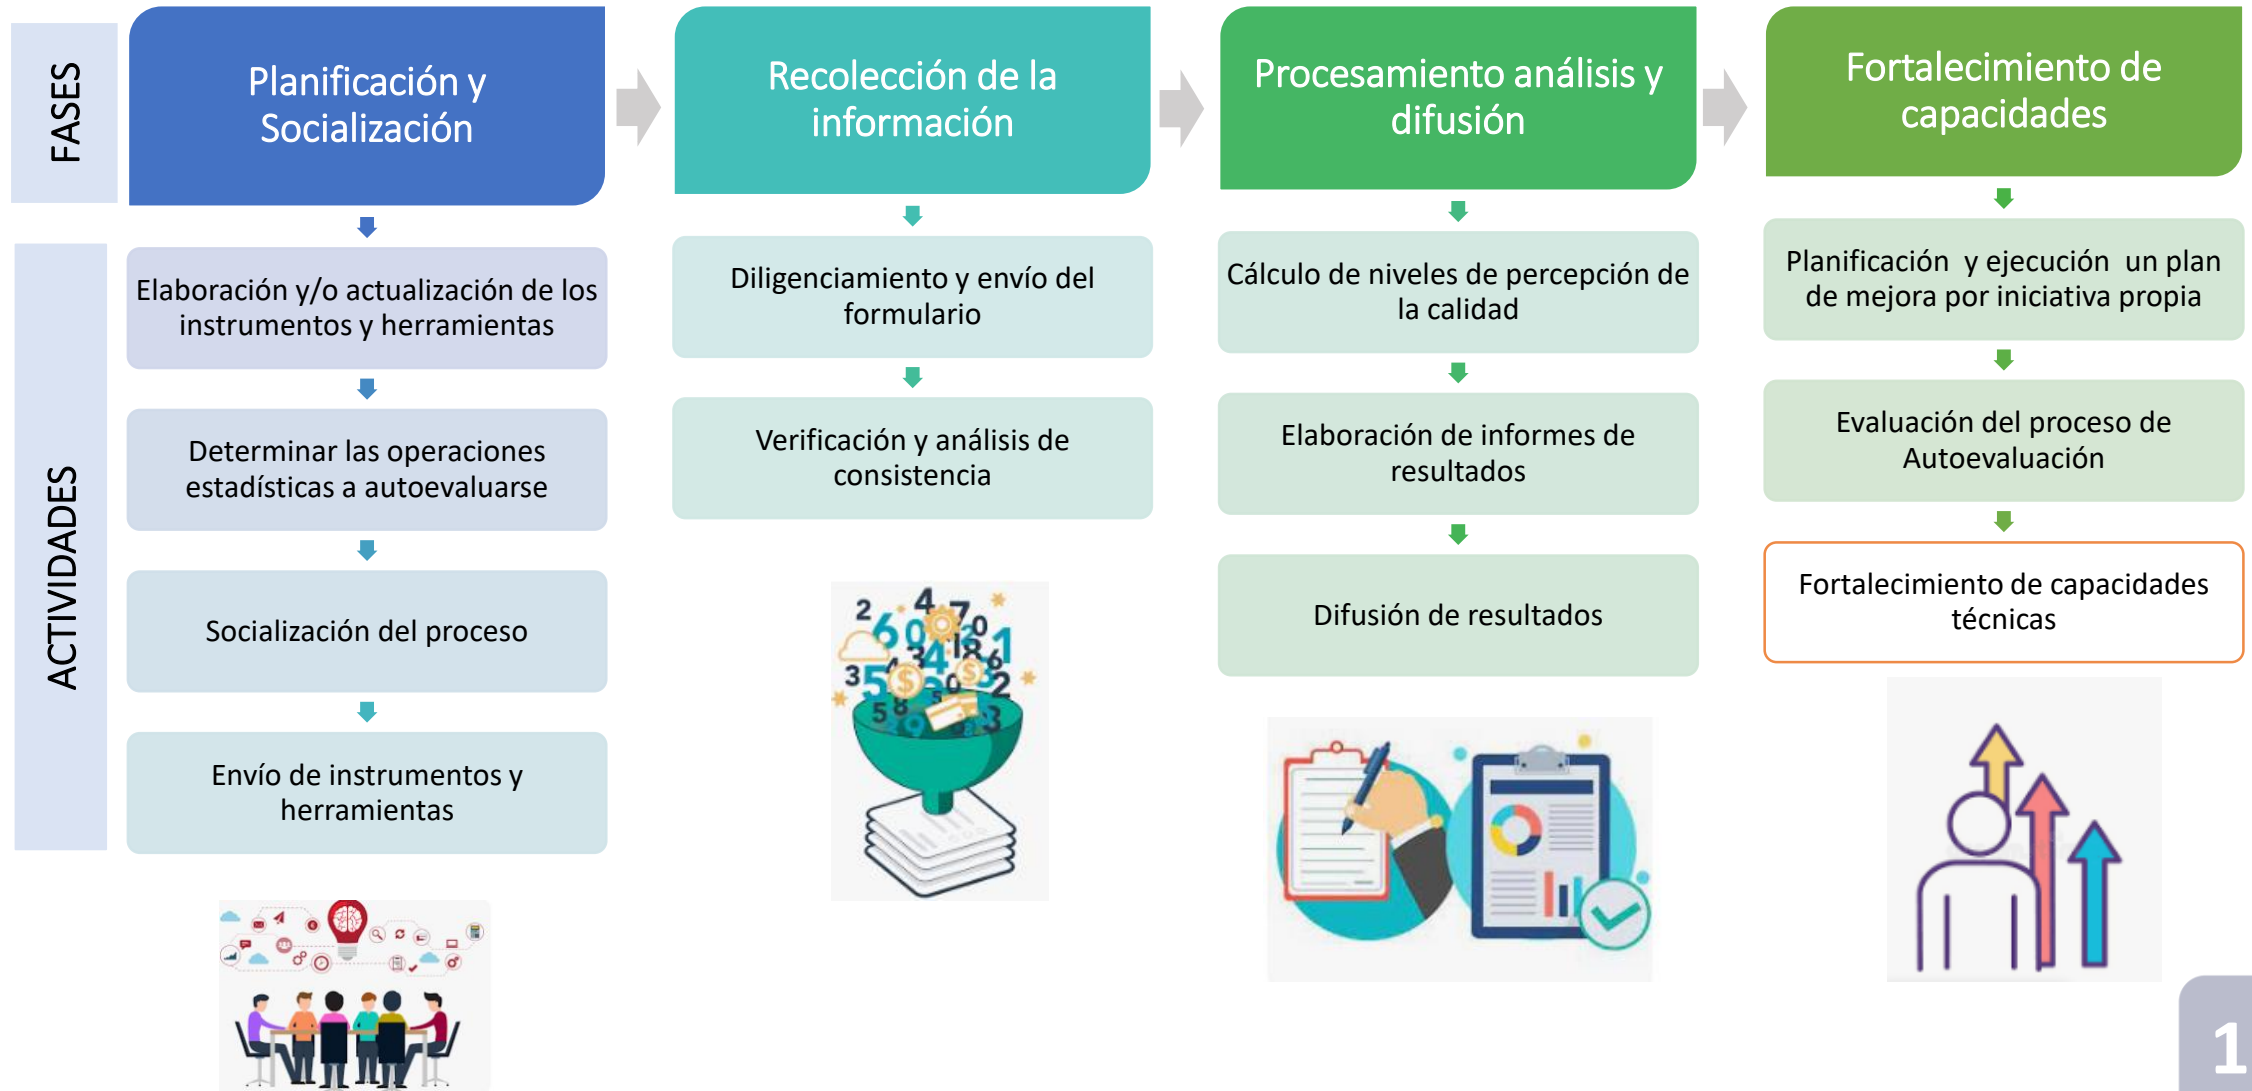 FASES
Planificación y
Socialización
Recolección de la
información
Procesamiento análisis y
difusión
Fortalecimiento de
capacidades
ACTIVIDADES
Elaboración y/o actualización de los
instrumentos y herramientas
Determinar las operaciones
estadísticas a autoevaluarse
Socialización del proceso
Envío de instrumentos y
herramientas
Diligenciamiento y envío del
formulario
Verificación y análisis de
consistencia
Cálculo de niveles de percepción de
la calidad
Elaboración de informes de
resultados
Difusión de resultados
Planificación  y ejecución  un plan
de mejora por iniciativa propia
Evaluación del proceso de
Autoevaluación
Fortalecimiento de capacidades
técnicas
1